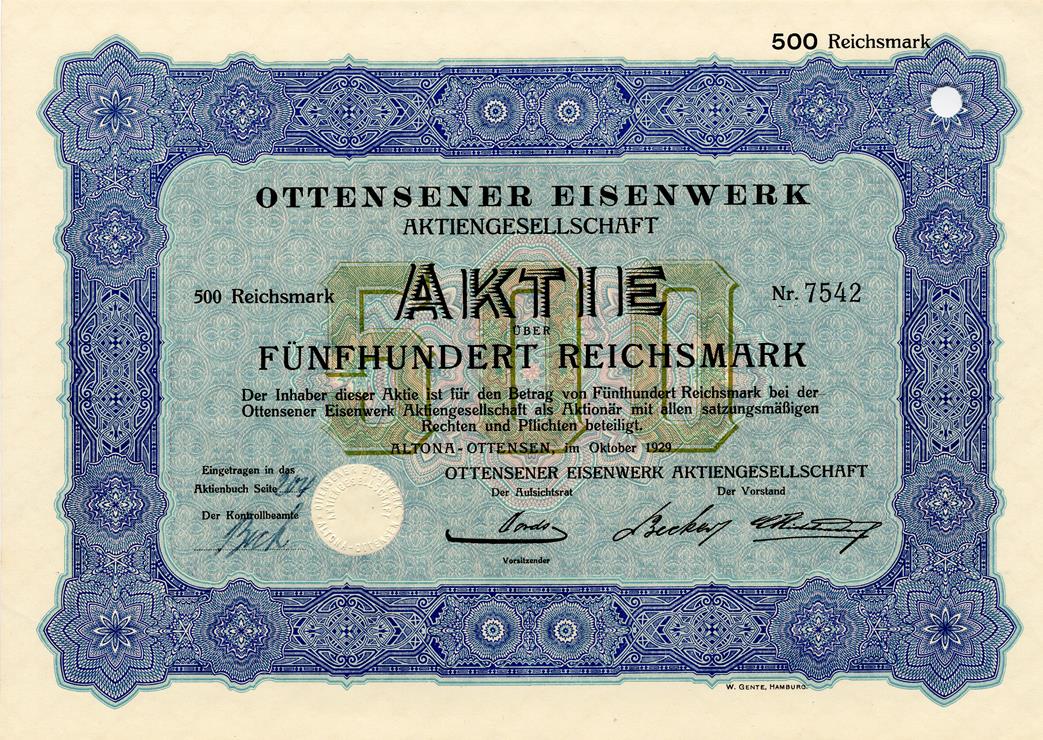 500 Reichsmark
OTTENSENER EISENWERK
AKTIENGESELLSCHAFT
500 Reichsmark
AKTIE
Nr. 7542
ÜBER
FÜNFHUNDERT REICHSMARK
Der Inhaber dieser Aktie ist für den Betrag von Fünfhundert Reichsmark bei der
Ottensener Eisenwerk Aktiengesellschaft als Aktionär mit allen satzungsmäßigen
Rechten und Pflichten beteiligt.
ALTONA-OTTENSEN, im Oktober 1929
OTTENSENER EISENWERK AKTIENGESELLSCHAFT
Eingetragen in das
Aktienbuch Seite
Der Aufsichtsrat
Der Vorstand
Der Kontrollbeamte
Becker
Vorsitzender
500
W. GENTE, HAMBURG.